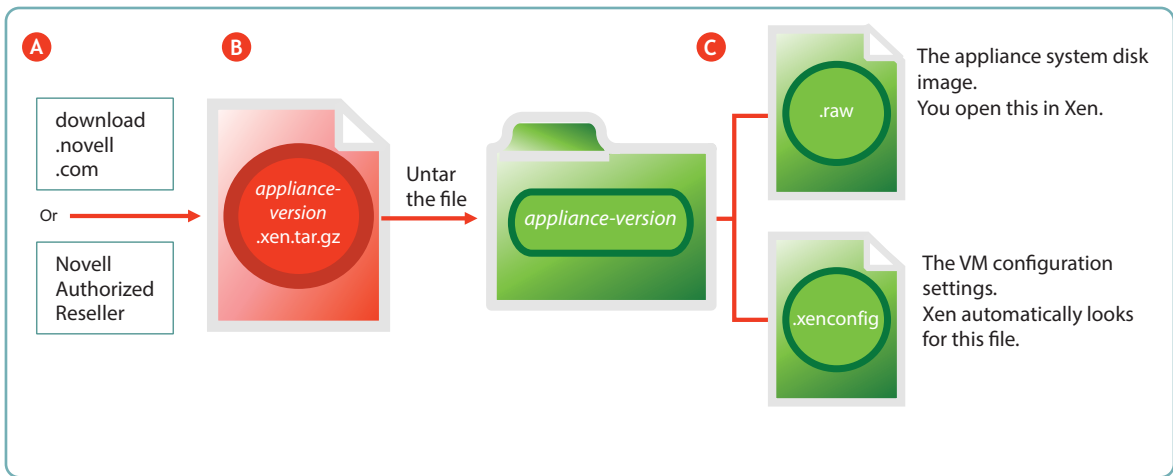 A
B
C
download
.novell
.com
Or
Novell
Authorized
Reseller
appliance-
version
.xen.tar.gz
Untar
the file
appliance-version
.raw
The appliance system disk
image.
You open this in Xen.
.xenconfig
The VM configuration
settings.
Xen automatically looks
for this file.